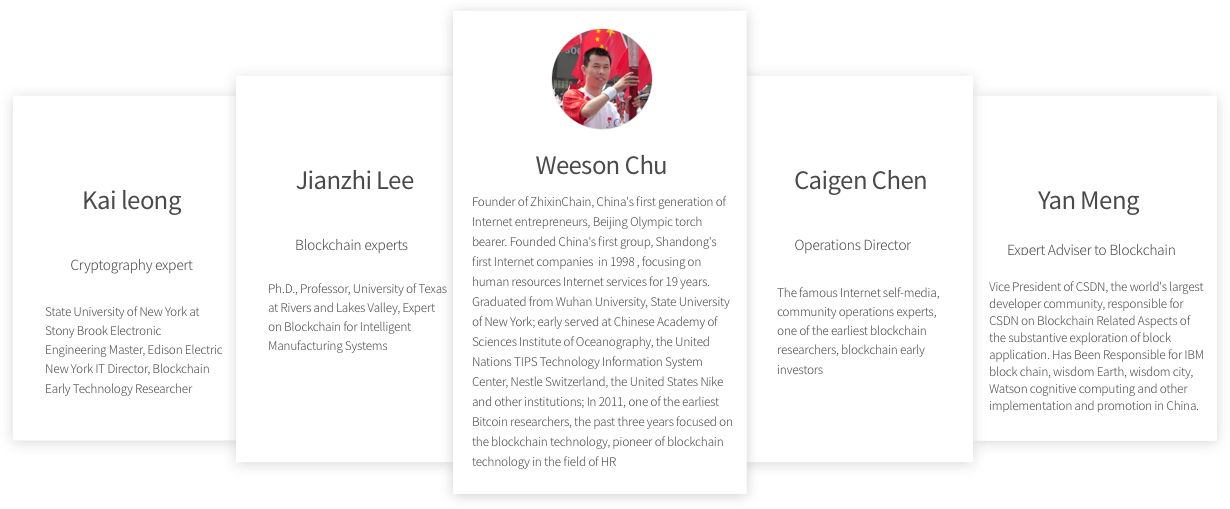 Kai leong
Cryptography expert
State University of New York at
Stony Brook Electronic
Engineering Master, Edison Electric
New York IT Director, Blockchain
Early Technology Researcher
Jianzhi Lee
Blockchain experts
Ph.D., Professor, University of Texas
at Rivers and Lakes Valley, Expert
on Blockchain for Intelligent
Manufacturing Systems
Weeson Chu
Founder of ZhixinChain, China's first generation of
Internet entrepreneurs, Beijing Olympic torch
bearer. Founded China's first group, Shandong's
first Internet companies in 1998 , focusing on
human resources Internet services for 19 years.
Graduated from Wuhan University, State University
of New York; early served at Chinese Academy of
Sciences Institute of Oceanography, the United
Nations TIPS Technology Information System
Center, Nestle Switzerland, the United States Nike
and other institutions; In 2011, one of the earliest
Bitcoin researchers, the past three years focused on
the blockchain technology, pioneer of blockchain
technology in the field of HR
Caigen Chen
Operations Director
The famous Internet self-media,
community operations experts,
one of the earliest blockchain
researchers, blockchain early
investors
Yan Meng
Expert Adviser to Blockchain
Vice President of CSDN, the world's largest
developer community, responsible for
CSDN on Blockchain Related Aspects of
the substantive exploration of block
application. Has Been Responsible for IBM
block chain, wisdom Earth, wisdom city,
Watson cognitive computing and other
implementation and promotion in China.